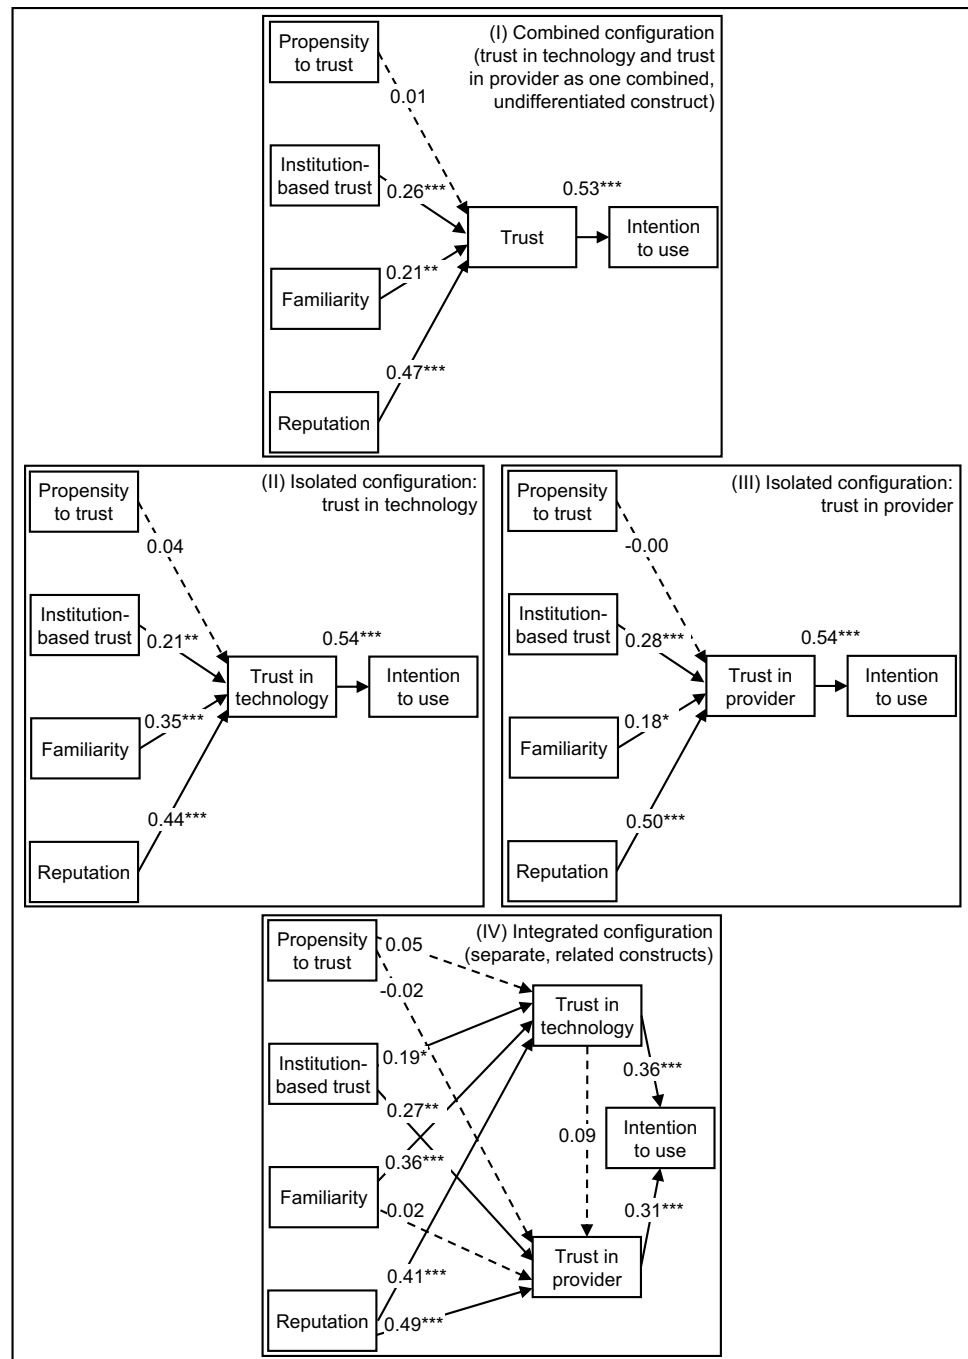 (I) Combined configuration
(trust in technology and trust
in provider as one combined,
undifferentiated construct)
Propensity
to trust
0.01
Institution-
based trust
0.26***
0.53***
Trust
Intention
to use
0.21**
Familiarity
0.47***
Reputation
(II) Isolated configuration:
trust in technology
Propensity
to trust
0.04
Institution-
based trust
0.21**
0.54***
Trust in
technology
Intention
to use
0.35***
Familiarity
0.44***
Reputation
(III) Isolated configuration:
trust in provider
Propensity
to trust
-0.00
Institution-
based trust
0.28***
0.54***
Trust in
provider
Intention
to use
0.18*
Familiarity
0.50***
Reputation
(IV) Integrated configuration
(separate, related constructs)
Propensity
to trust
0.05
-0.02
Trust in
technology
Institution-
based trust
0.19*
0.36***
0.27**
0.09
Intention
to use
0.36***
Familiarity
-0.02
0.31***
Trust in
provider
0.41***
Reputation
0.49***